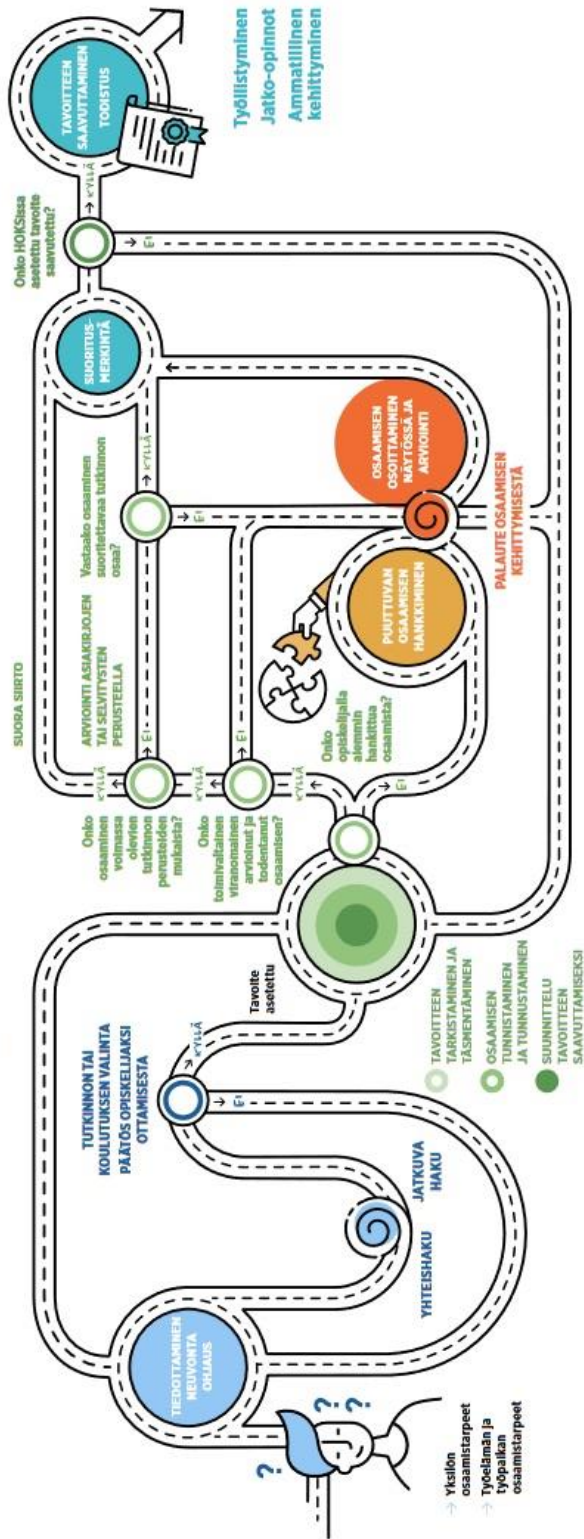 ?
?
?
→ Yksilön
osaamistarpeet
→ Työelämän ja
työpaikan
osaamistarpeet
TIEDOTTAMINEN
NEUVONTA
OHJAUS
YHTEISHAKU
JATKUVA
HAKU
TUTKINNON TAI
KOULUTUKSEN VALINTA
PÄÄTÖS OPISKELIJAKSI
OTTAMISESTA
→ KYLLÄ
→ EI
Tavoite
asetettu
TAVOITTEEN
TARKISTAMINEN JA
TÄSMENTÄMINEN
OSAAMISEN
TUNNISTAMINEN
JA TUNNUSTAMINEN
SUUNNITTELU
TAVOITTEEN
SAAVUTTAMISEKSI
Onko
opiskelijalla
aiemmin
hankittua
osaamista?
→ KYLLÄ
→ EI
Onko
toimivaltainen
viranomainen
arvioinut ja
todentanut
osaamisen?
→ KYLLÄ
→ EI
Onko
osaaminen
voimassa
olevien
tutkinnon
perusteiden
mukaista?
→ KYLLÄ
→ EI
SUORA SIIRTO
ARVIOINTI ASIAKIRJOJEN
TAI SELVITYSTEN
PERUSTEELLA
Vastaako osaaminen
suoritettavaa tutkinnon
osaa?
→ KYLLÄ
→ EI
PUUTTUVAN
OSAAMISEN
HANKKIMINEN
PALAUTE OSAAMISEN
KEHITTYMISESTÄ
OSAAMISEN
OSOITTAMINEN
NÄYTÖSSÄ JA
ARVIOINTI
SUORITUS-
MERKINTÄ
Onko HOKSissa
asetettu tavoite
saavutettu?
→ KYLLÄ
→ EI
TAVOITTEEN
SAAVUTTAMINEN
TODISTUS
Työllistyminen
Jatko-opinnot
Ammatillinen
kehittyminen